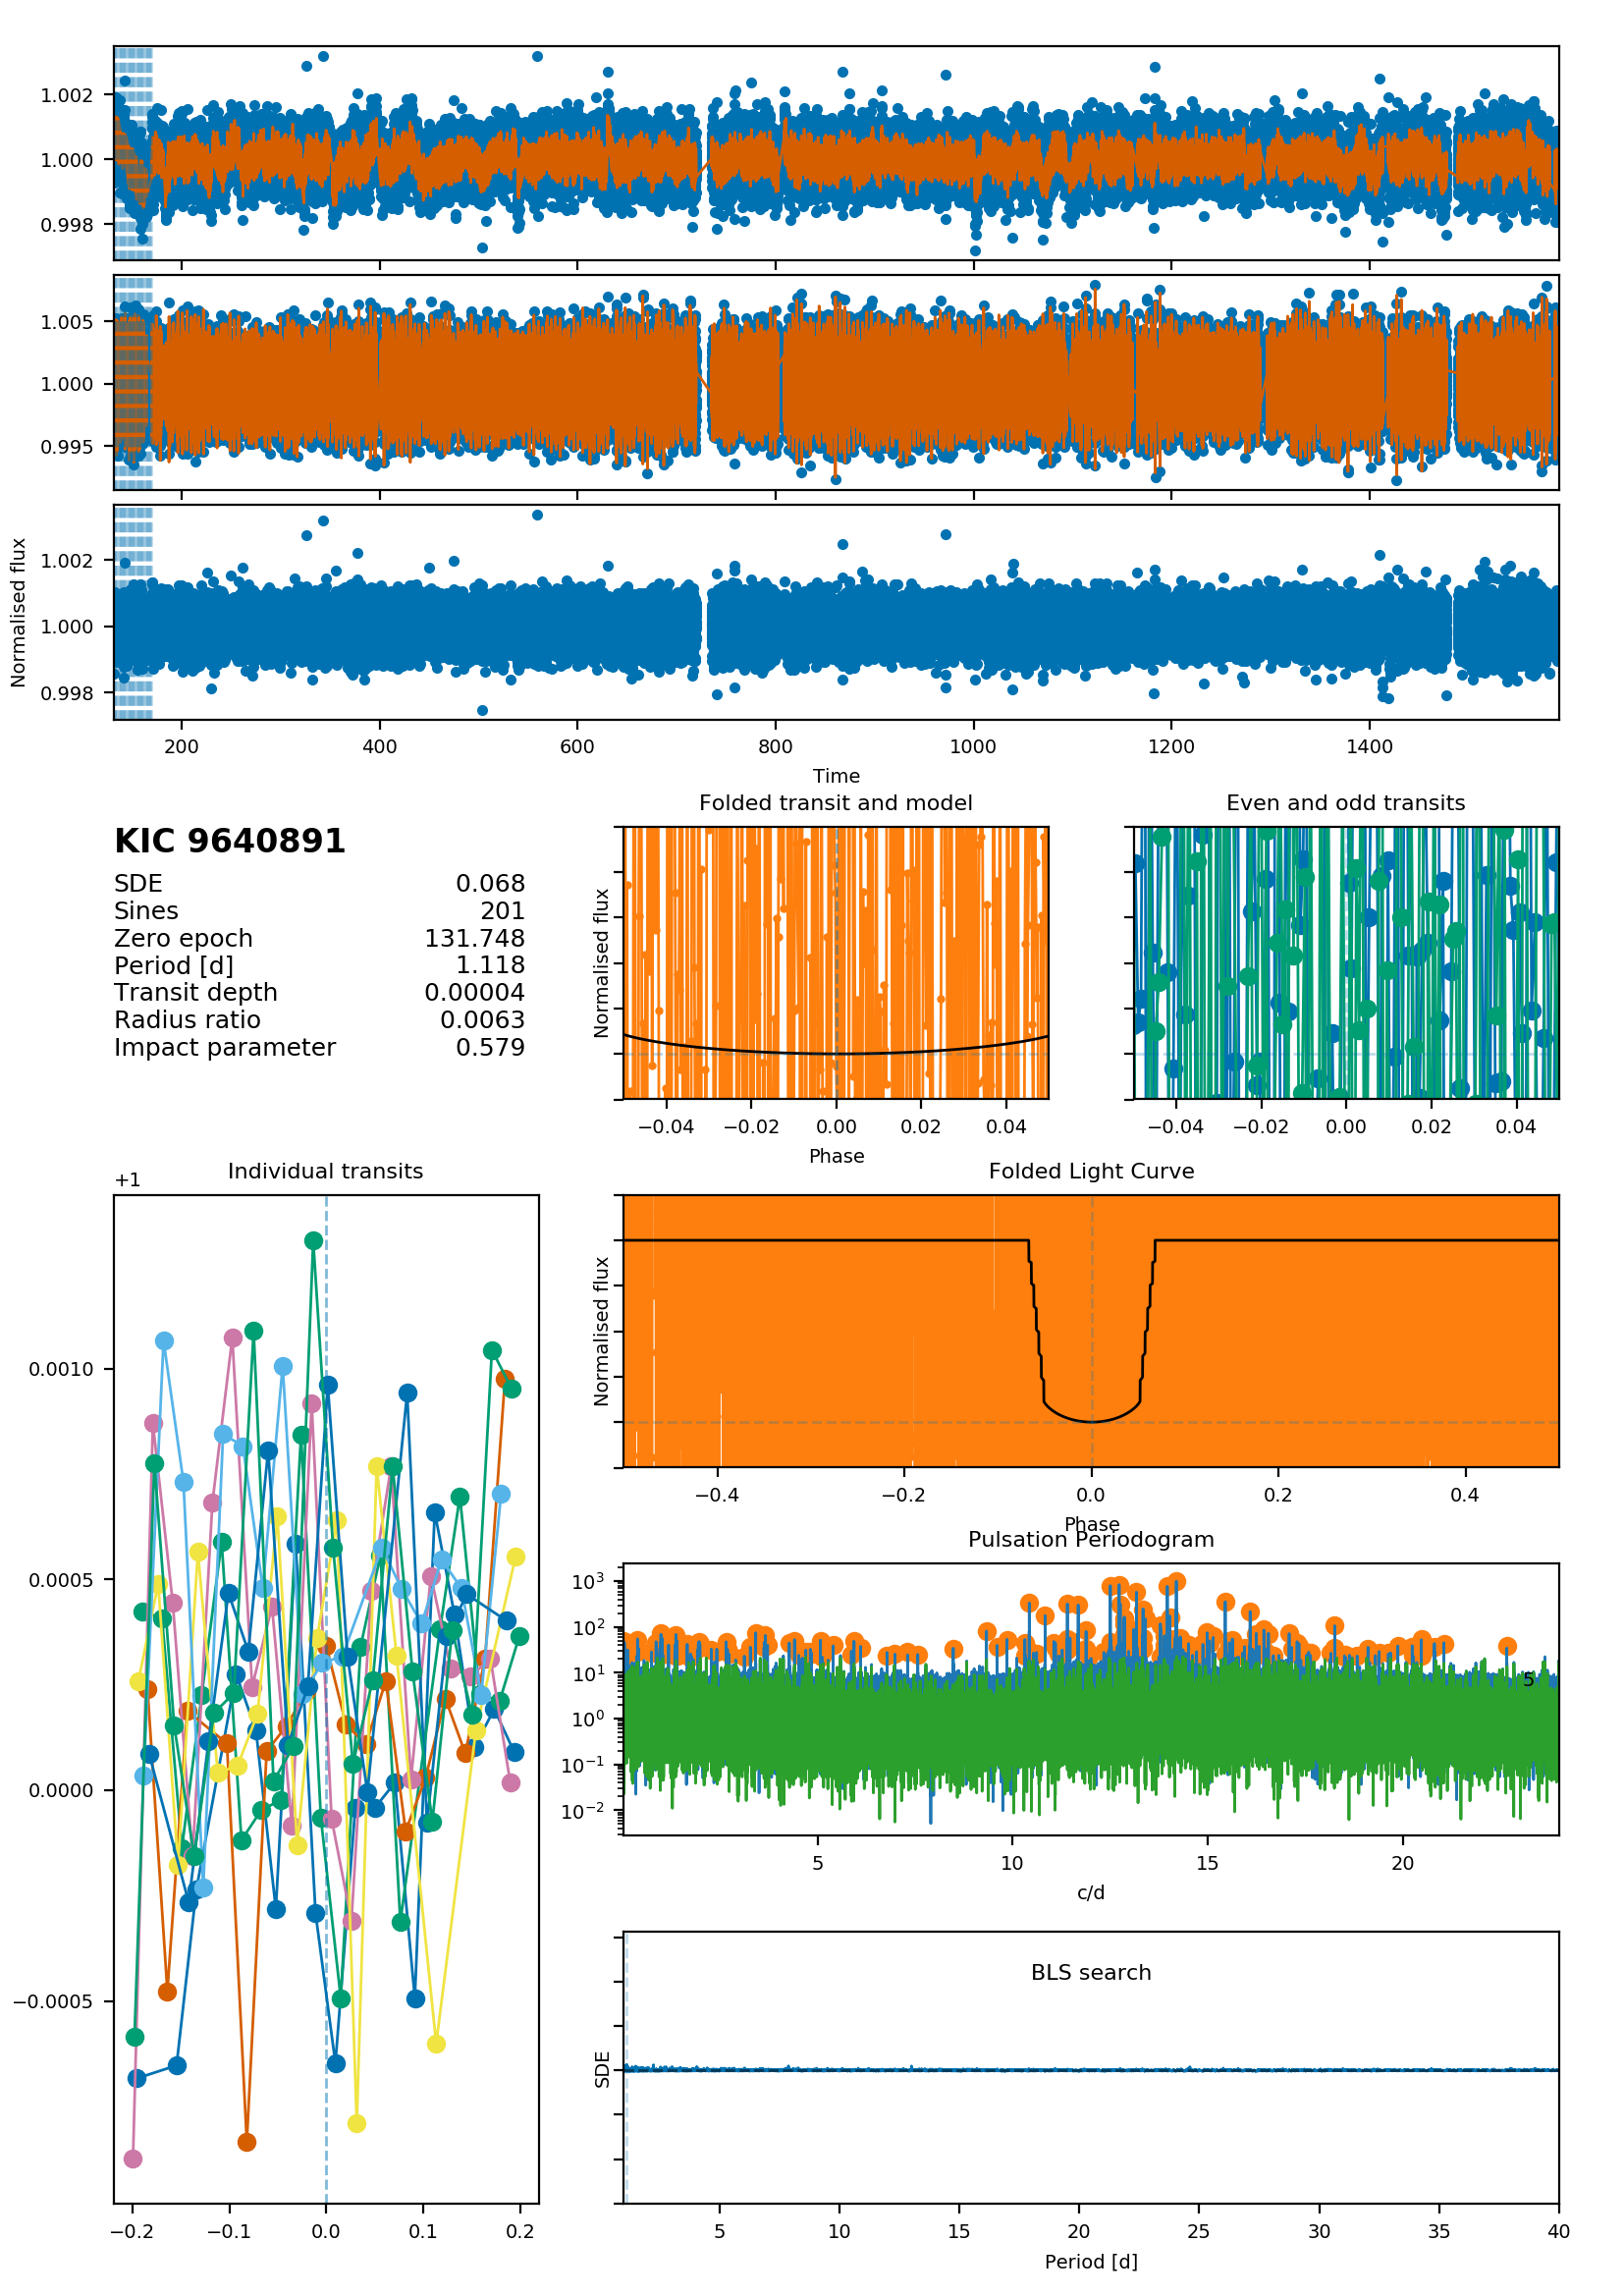 1.002
1.000
0.998
1.005
1.000
0.995
1.002
1.000
0.998
Normalised flux
200 400 600 800 1000 1200 1400
Time
KIC 9640891
SDE 0.068
Sines 201
Zero epoch 131.748
Period [d] 1.118
Transit depth 0.00004
Radius ratio 0.0063
Impact parameter 0.579
Folded transit and model
Normalised flux
−0.04 −0.02 0.00 0.02 0.04
Phase
Even and odd transits
−0.04 −0.02 0.00 0.02 0.04
Individual transits
+1
0.0010
0.0005
0.0000
−0.0005
−0.2 −0.1 0.0 0.1 0.2
Folded Light Curve
Normalised flux
−0.4 −0.2 0.0 0.2 0.4
Phase
Pulsation Periodogram
10³
10²
10¹
10⁰
10⁻¹
10⁻²
5
5 10 15 20
c/d
BLS search
SDE
5 10 15 20 25 30 35 40
Period [d]